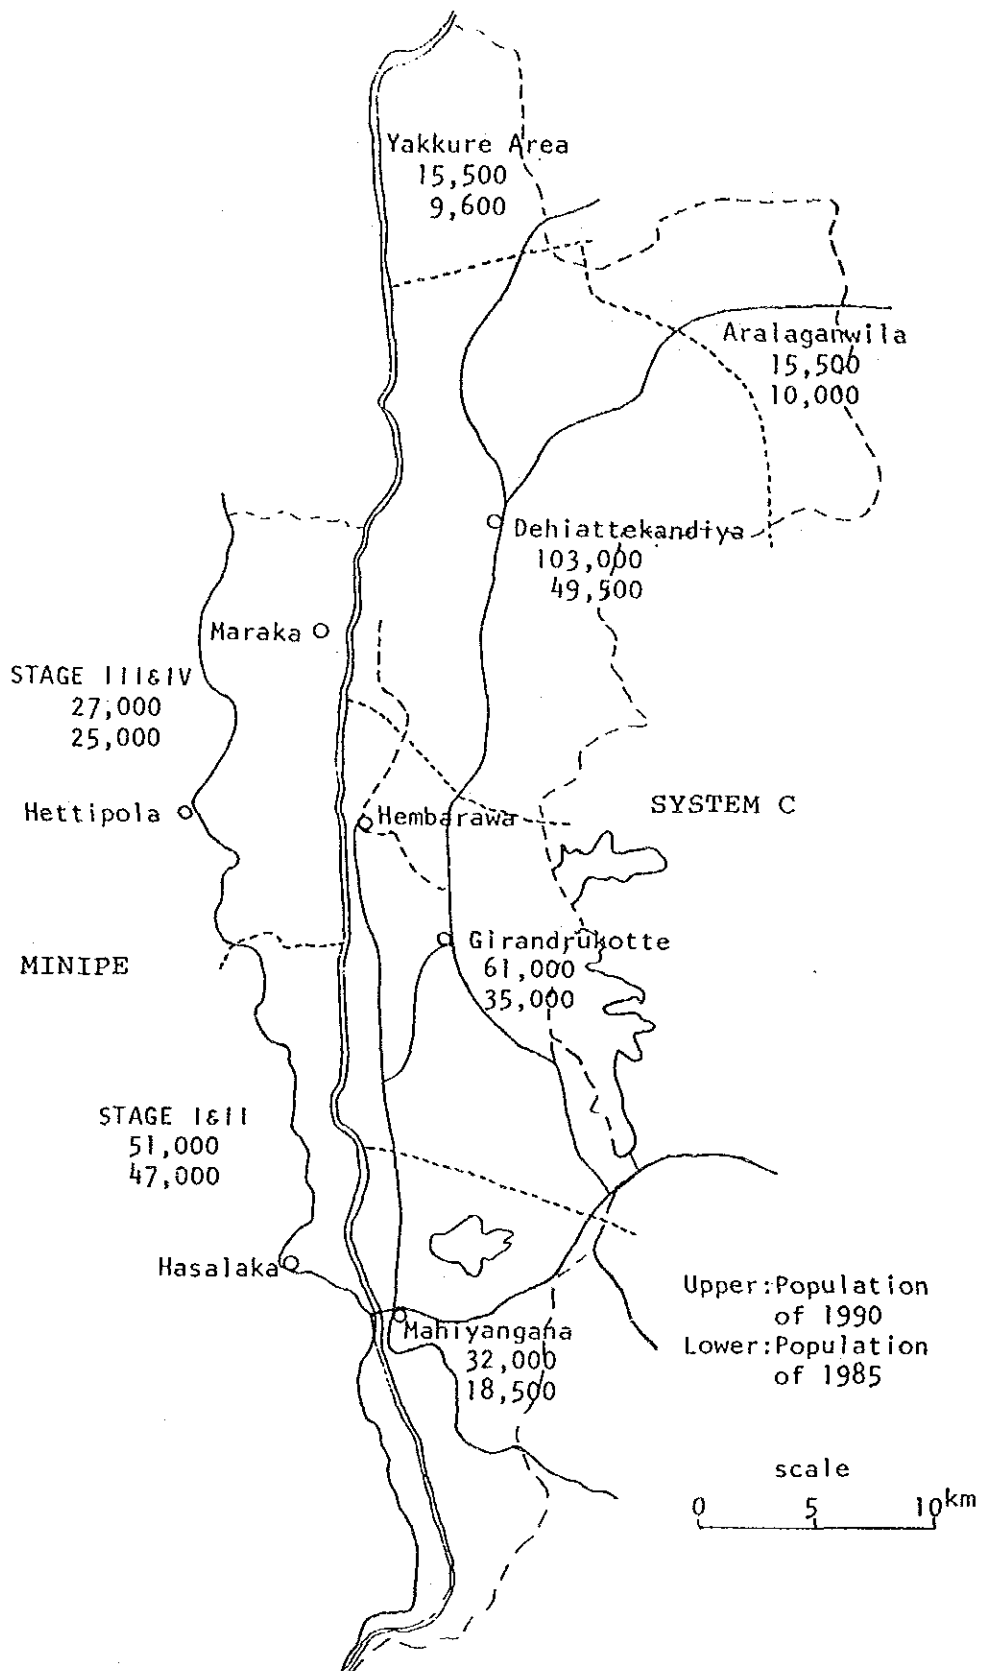 Yakkure Area
15,500
9,600
Aralaganwila
15,500
10,000
Dehiattekandiya
103,000
49,500
Maraka
STAGE III&IV
27,000
25,000
Hettipola
Hembarawa
SYSTEM C
Girandrukotte
61,000
35,000
MINIPE
STAGE I&II
51,000
47,000
Hasalaka
Mahiyangana
32,000
18,500
Upper:Population
of 1990
Lower:Population
of 1985
scale
0 5 10km